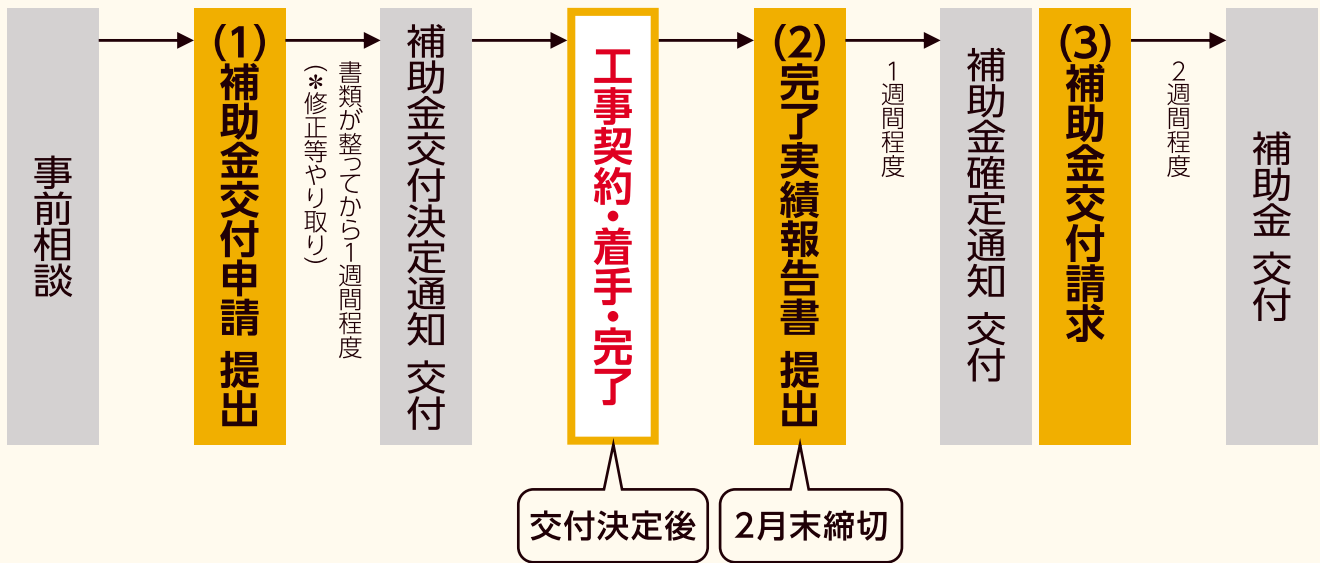 事前相談
(1)補助金交付申請 提出
書類が整ってから1週間程度
(*修正等やり取り)
補助金交付決定通知 交付
工事契約・着手・完了
交付決定後
(2)完了実績報告書 提出
2月末締切
1週間程度
補助金確定通知 交付
(3)補助金交付請求
2週間程度
補助金 交付